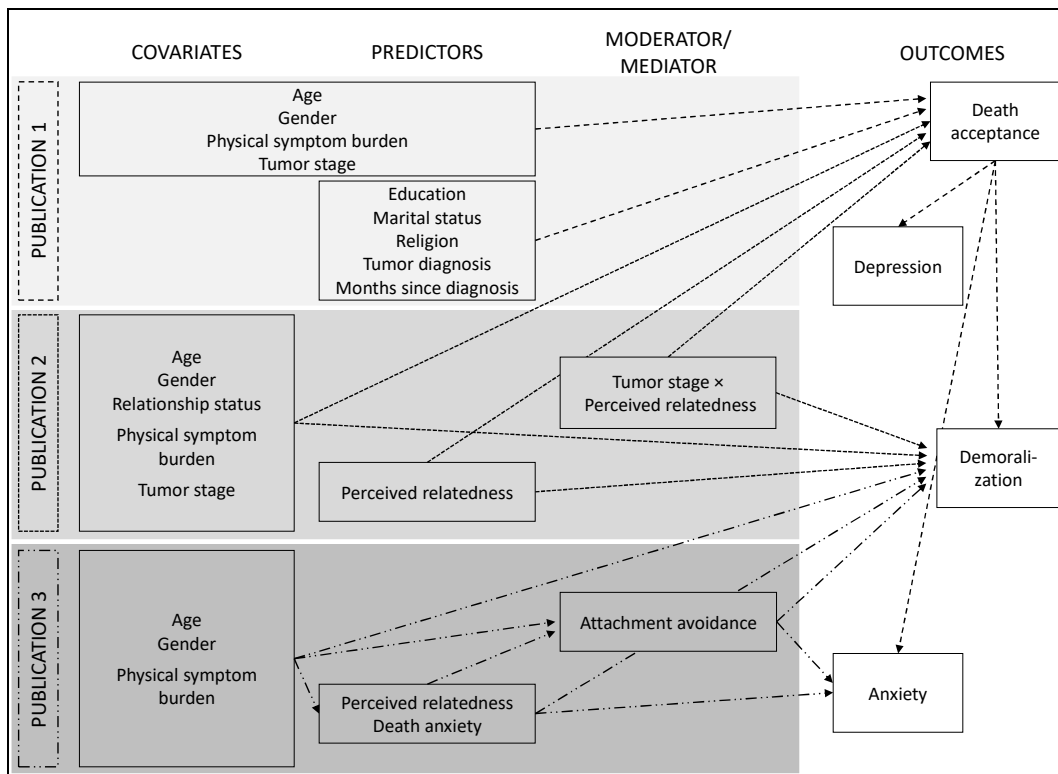 COVARIATES
PREDICTORS
MODERATOR/
MEDIATOR
OUTCOMES
PUBLICATION 1
Age
Gender
Physical symptom burden
Tumor stage
Education
Marital status
Religion
Tumor diagnosis
Months since diagnosis
Death
acceptance
Depression
PUBLICATION 2
Age
Gender
Relationship status
Physical symptom
burden
Tumor stage
Perceived relatedness
Tumor stage ×
Perceived relatedness
Demorali-
zation
PUBLICATION 3
Age
Gender
Physical symptom
burden
Perceived relatedness
Death anxiety
Attachment avoidance
Anxiety